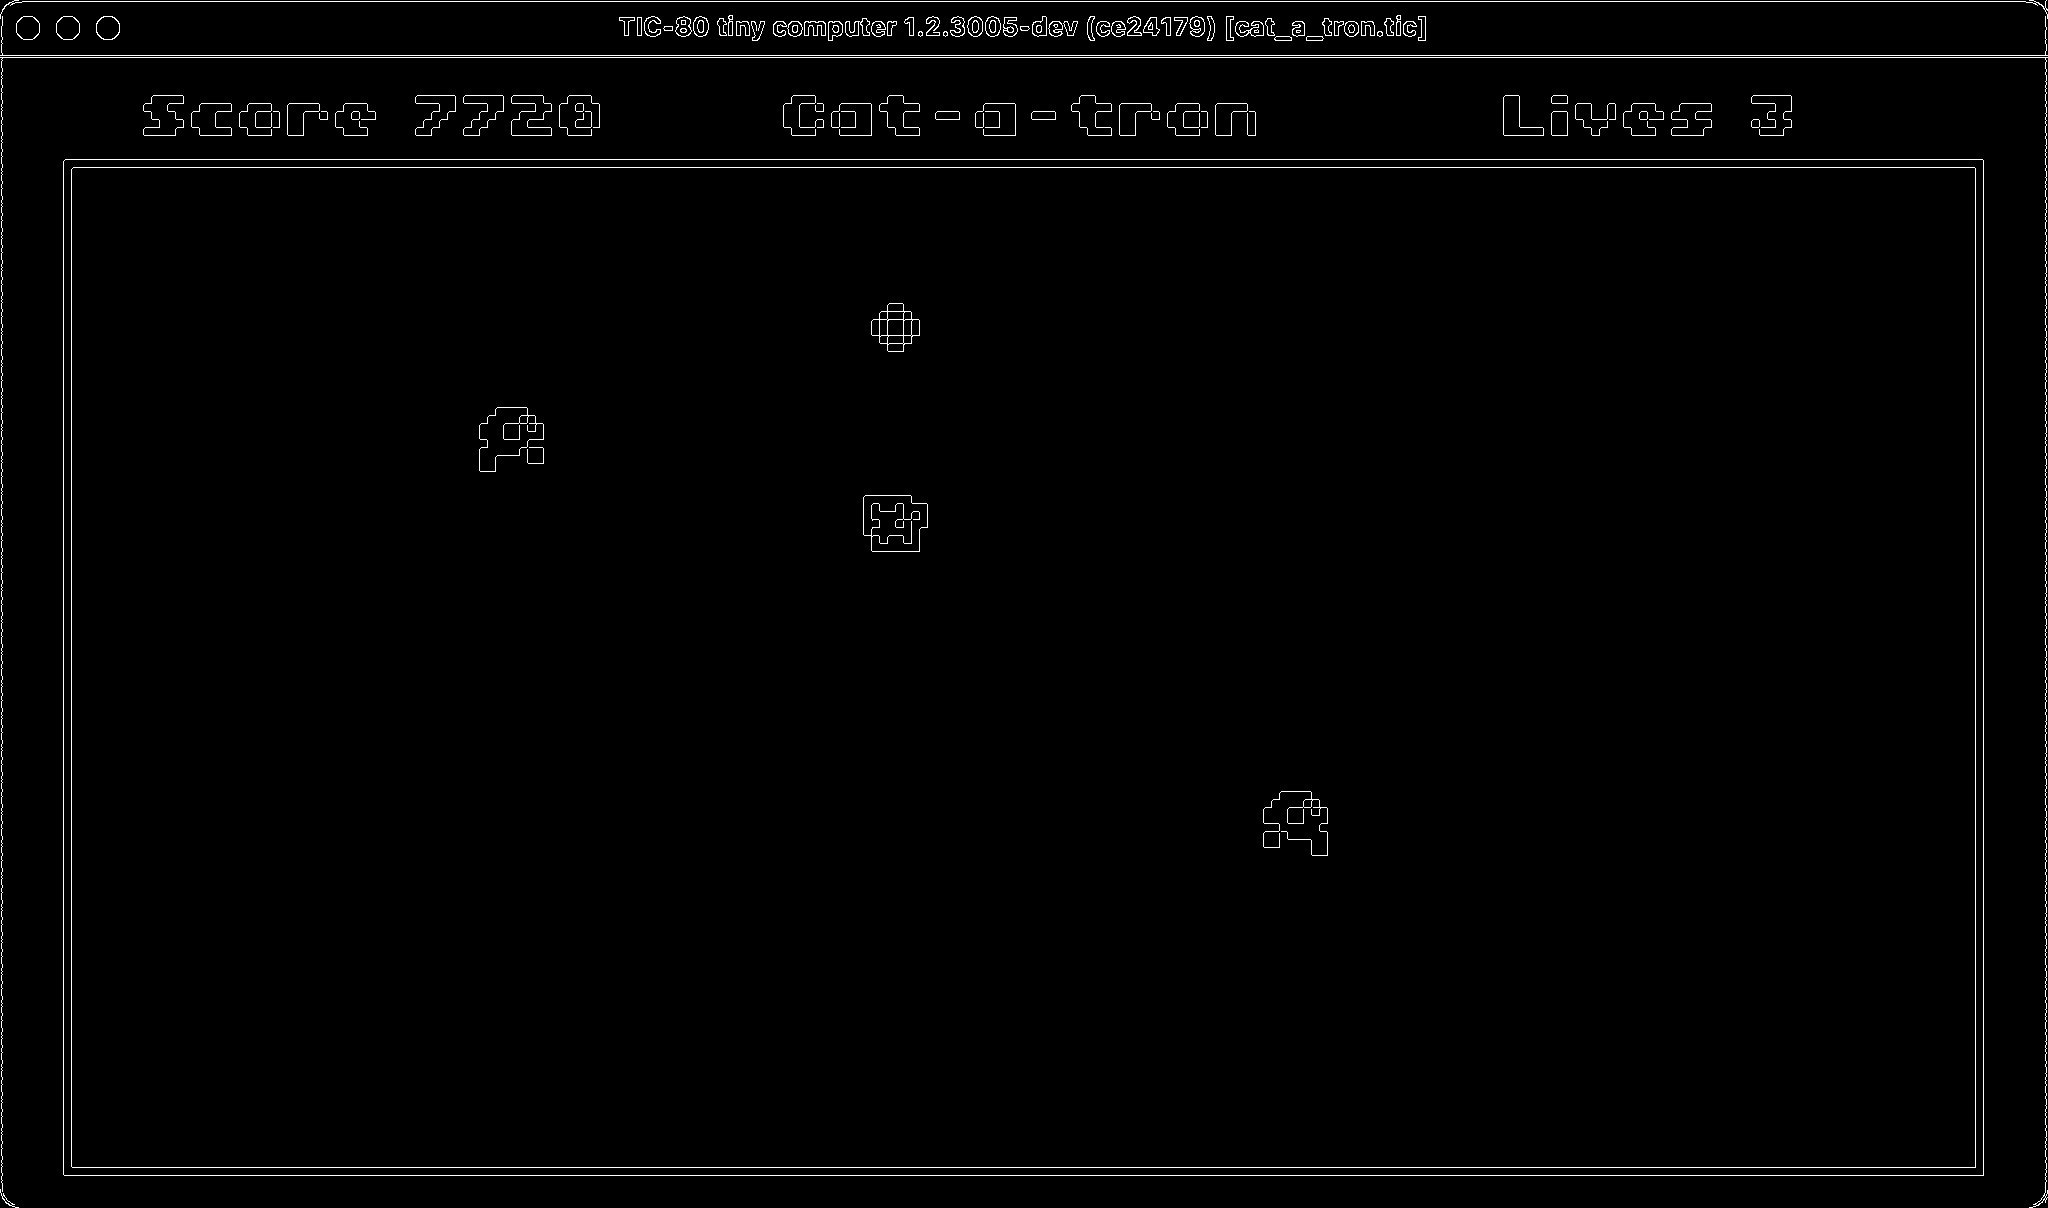 TIC-80 tiny computer 1.2.3005-dev (ce24179) [cat_a_tron.tic]
Score 7720 Cat-a-tron Lives 3